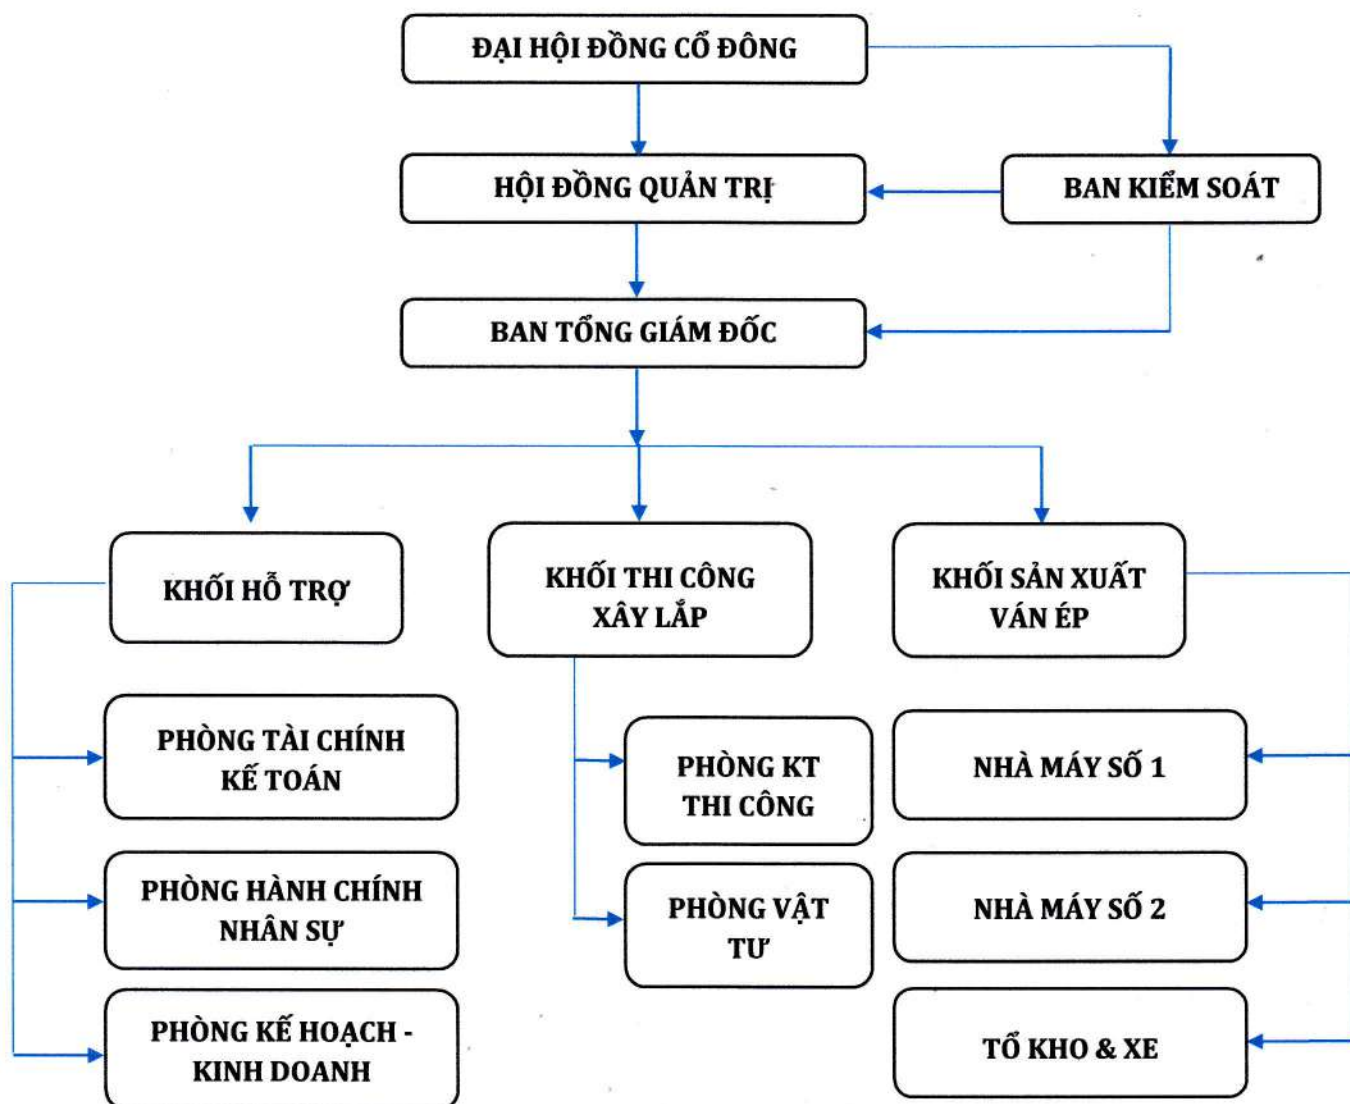 ĐẠI HỘI ĐỒNG CỔ ĐÔNG
HỘI ĐỒNG QUẢN TRỊ
BAN KIỂM SOÁT
BAN TỔNG GIÁM ĐỐC
KHỐI HỖ TRỢ
KHỐI THI CÔNG
XÂY LẮP
KHỐI SẢN XUẤT
VÁN ÉP
PHÒNG TÀI CHÍNH
KẾ TOÁN
PHÒNG HÀNH CHÍNH
NHÂN SỰ
PHÒNG KẾ HOẠCH -
KINH DOANH
PHÒNG KT
THI CÔNG
PHÒNG VẬT
TƯ
NHÀ MÁY SỐ 1
NHÀ MÁY SỐ 2
TỔ KHO & XE